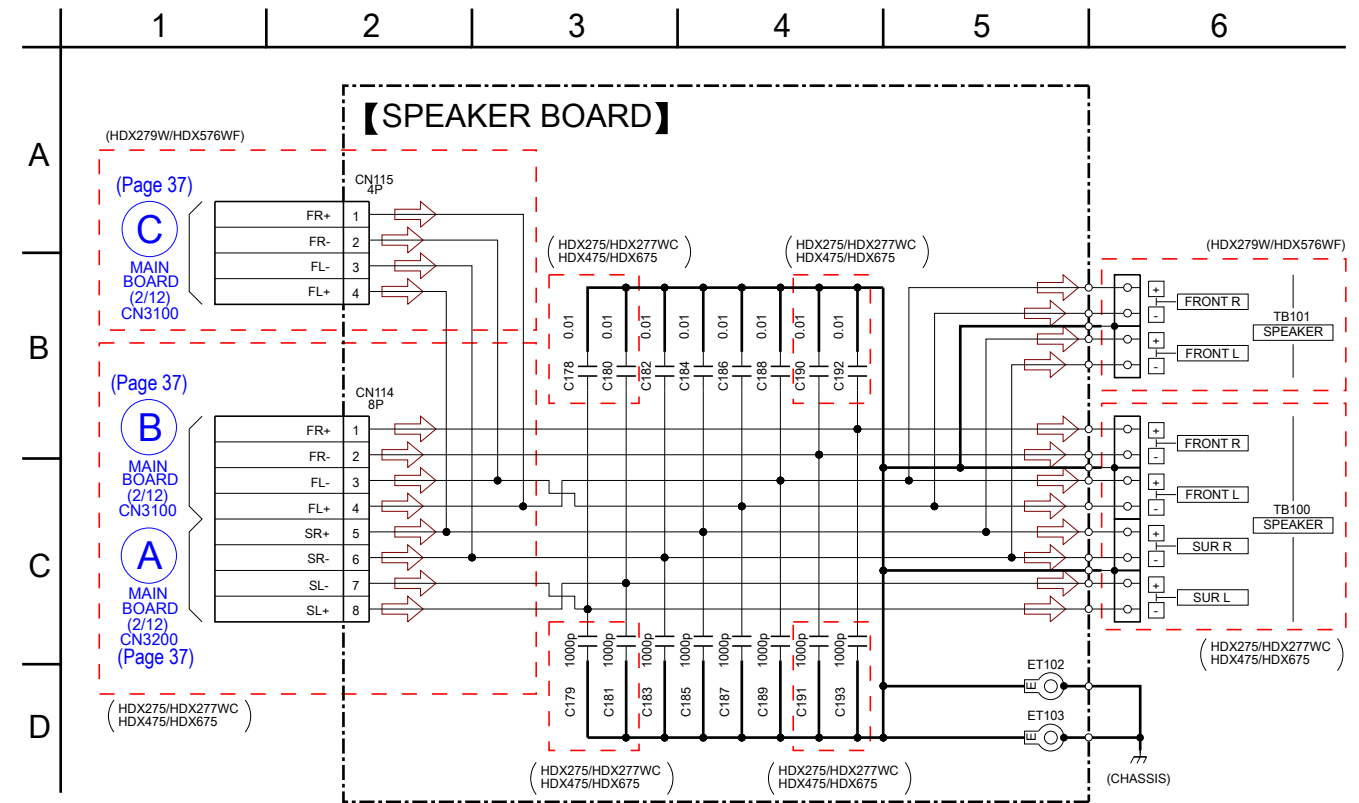 1 2 3 4 5 6
A
B
C
D
【SPEAKER BOARD】
(HDX279W/HDX576WF)
(Page 37)
C
MAIN
BOARD
(2/12)
CN3100
CN115
4P
FR+ 1
FR- 2
FL- 3
FL+ 4
(Page 37)
B
MAIN
BOARD
(2/12)
CN3100
A
MAIN
BOARD
(2/12)
CN3200
(Page 37)
CN114
8P
FR+ 1
FR- 2
FL- 3
FL+ 4
SR+ 5
SR- 6
SL- 7
SL+ 8
(HDX275/HDX277WC
HDX475/HDX675)
(HDX275/HDX277WC
HDX475/HDX675)
(HDX275/HDX277WC
HDX475/HDX675)
0.01 0.01 0.01 0.01 0.01 0.01 0.01 0.01
C178 C180 C182 C184 C186 C188 C190 C192
1000p 1000p 1000p 1000p 1000p 1000p 1000p 1000p
C179 C181 C183 C185 C187 C189 C191 C193
(HDX275/HDX277WC
HDX475/HDX675)
(HDX275/HDX277WC
HDX475/HDX675)
(HDX279W/HDX576WF)
+
FRONT R
-
+
FRONT L
-
TB101
SPEAKER
+
FRONT R
-
+
FRONT L
-
+
SUR R
-
+
SUR L
-
TB100
SPEAKER
(HDX275/HDX277WC
HDX475/HDX675)
ET102
E
ET103
E
(CHASSIS)